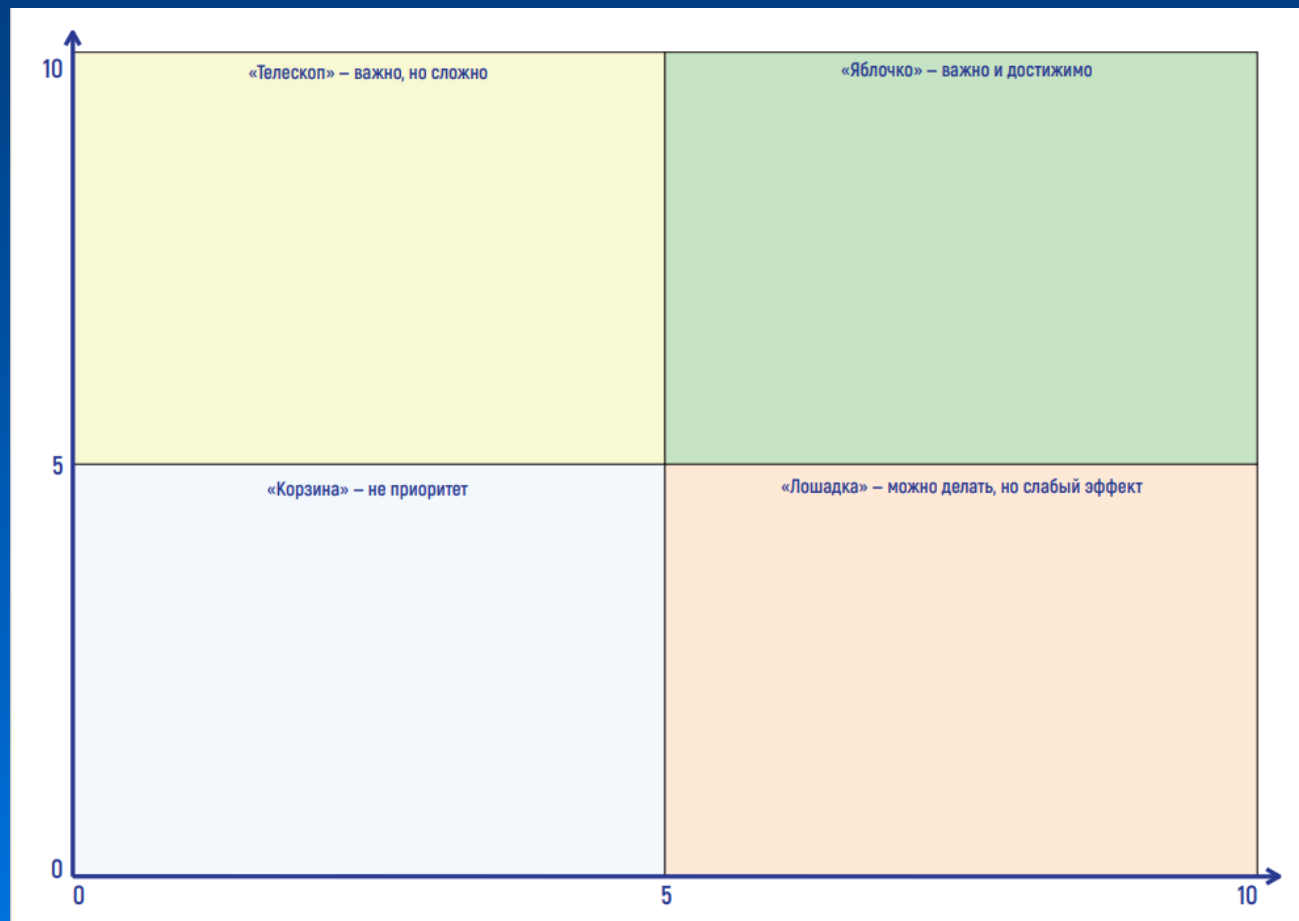 10
«Телескоп» – важно, но сложно
«Яблочко» – важно и достижимо
5
«Корзина» – не приоритет
«Лошадка» – можно делать, но слабый эффект
0
0
5
10